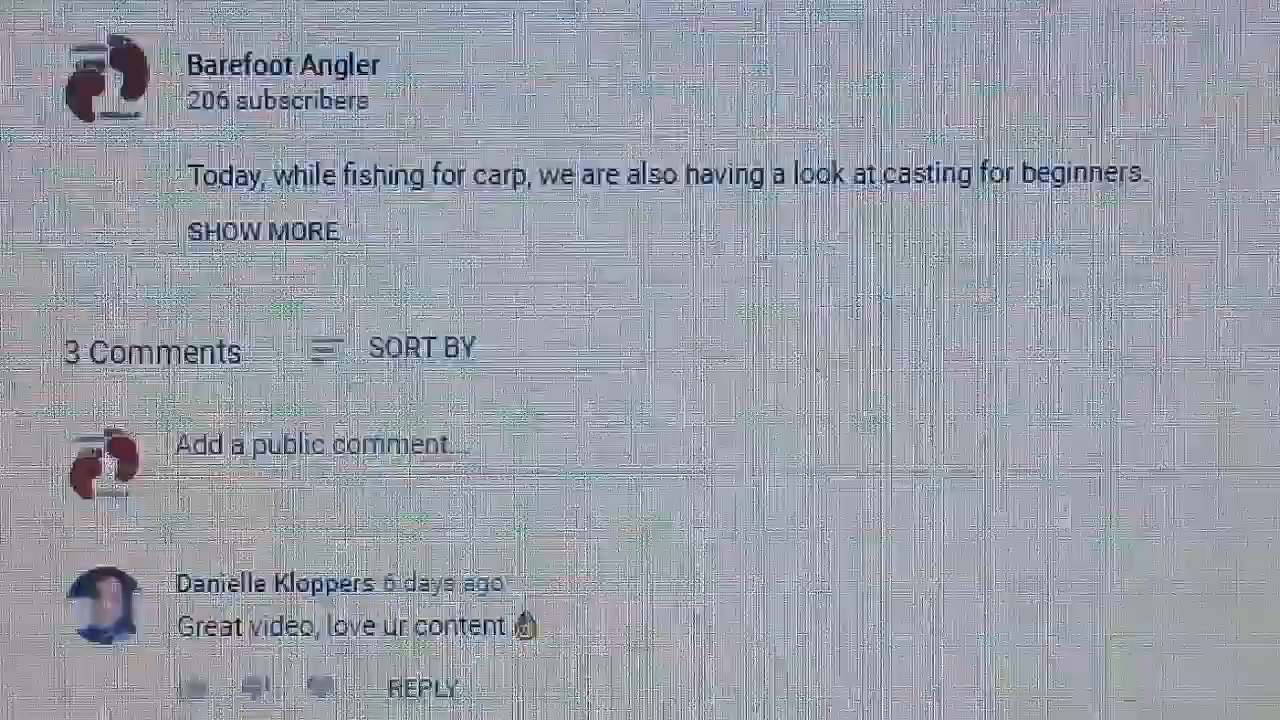 Barefoot Angler
206 subscribers
Today, while fishing for carp, we are also having a look at casting for beginners.
SHOW MORE
3 Comments
SORT BY
Add a public comment...
Danielle Kloppers 6 days ago
Great video, love ur content
REPLY